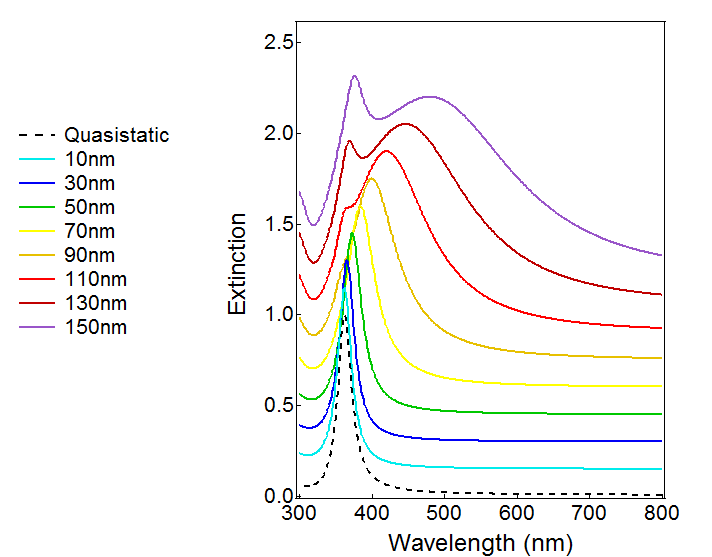 Quasistatic
10nm
30nm
50nm
70nm
90nm
110nm
130nm
150nm
Extinction
2.5
2.0
1.5
1.0
0.5
0.0
300 400 500 600 700 800
Wavelength (nm)